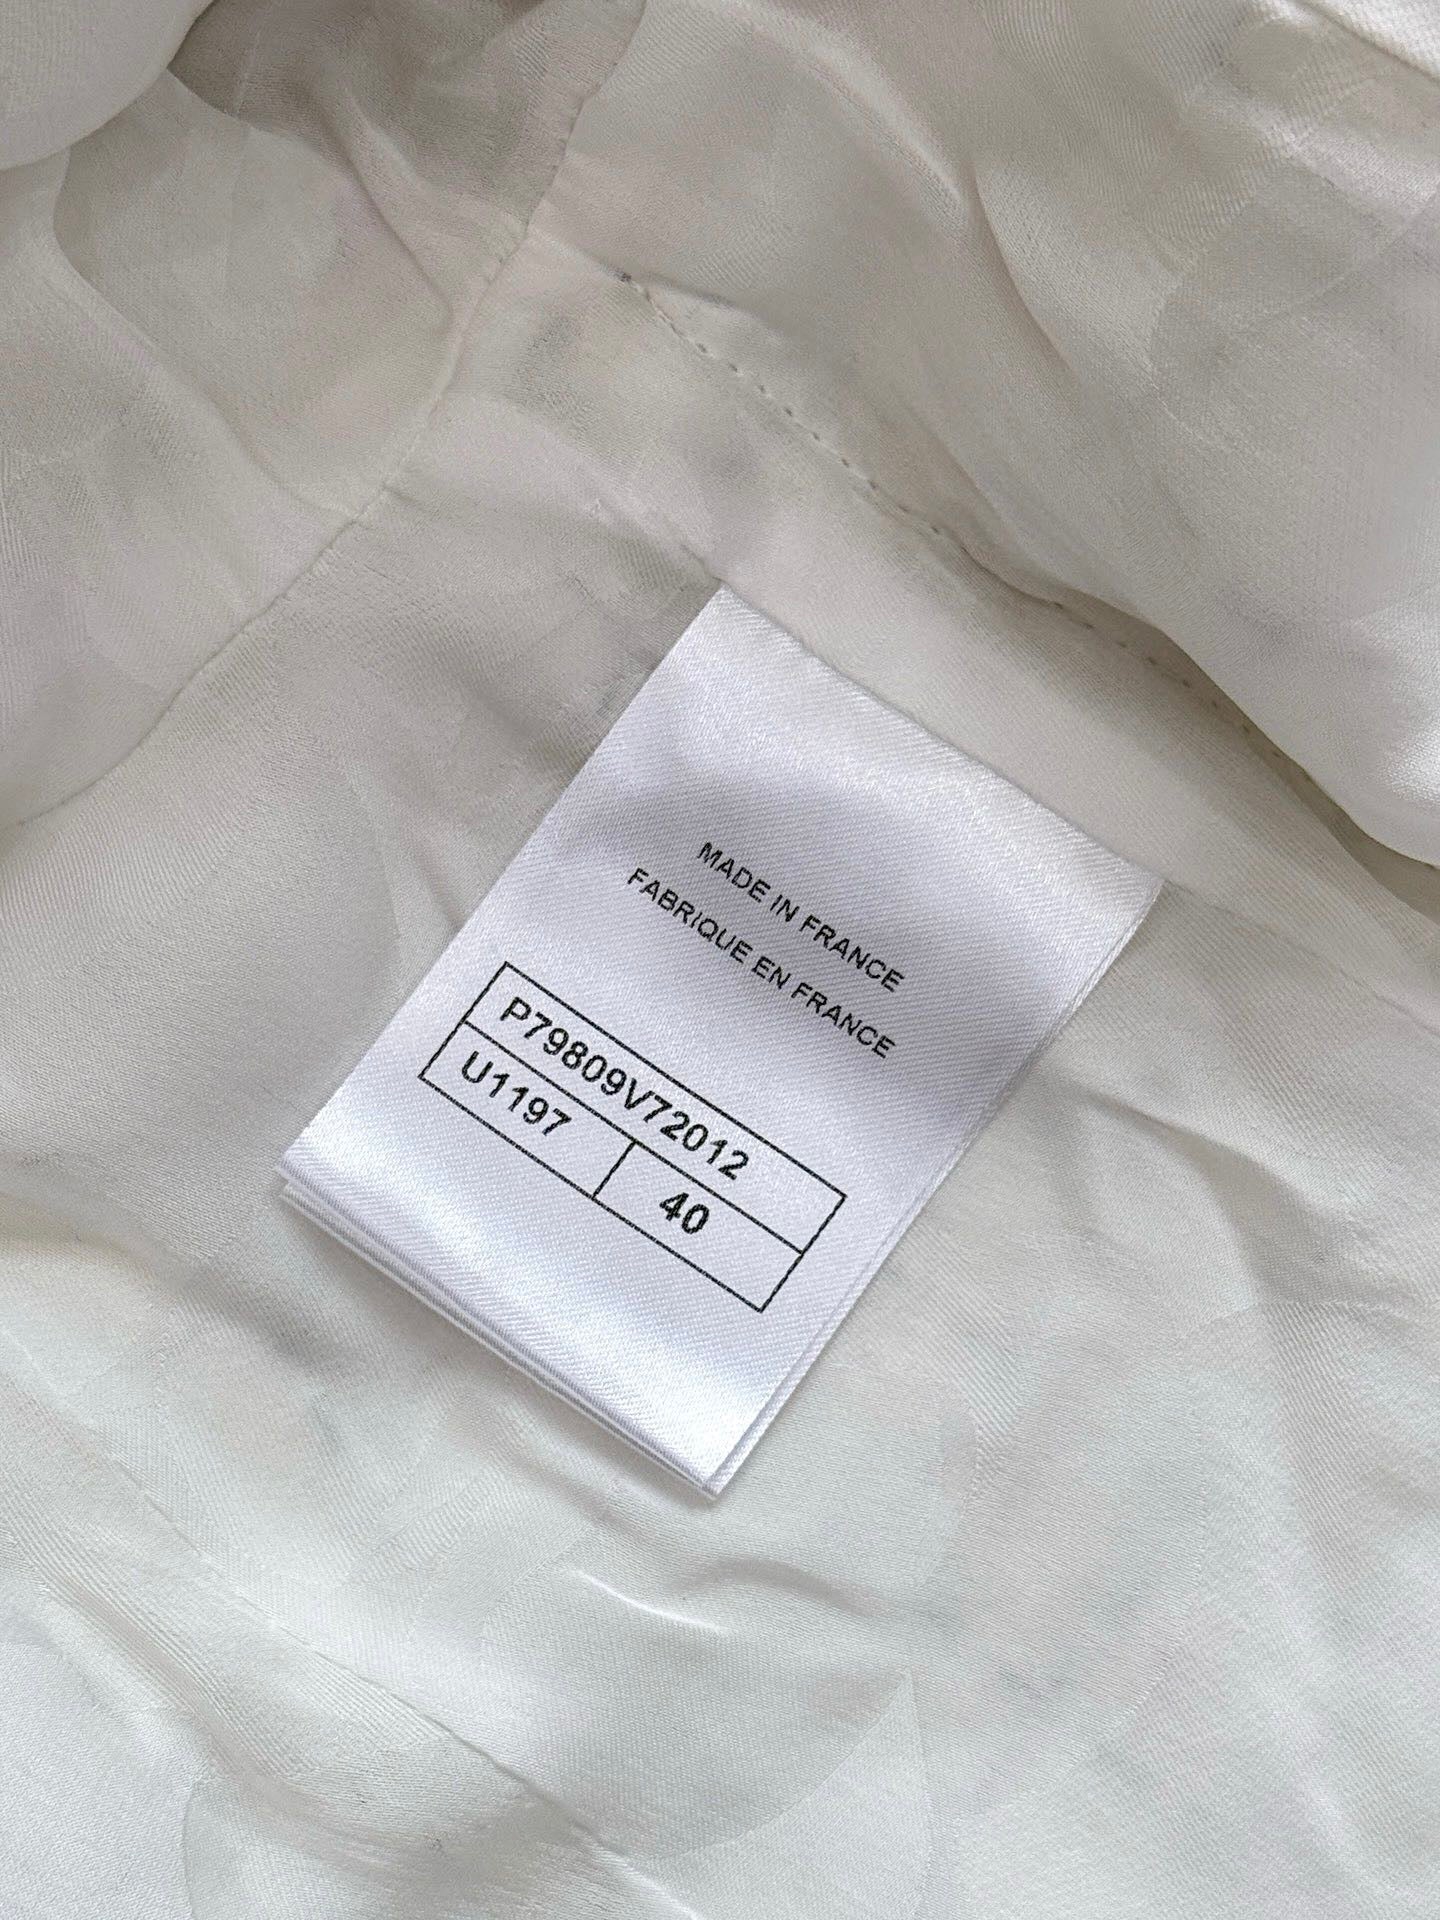 MADE IN FRANCE
FABRIQUE EN FRANCE
P79809V72012
U1197 40